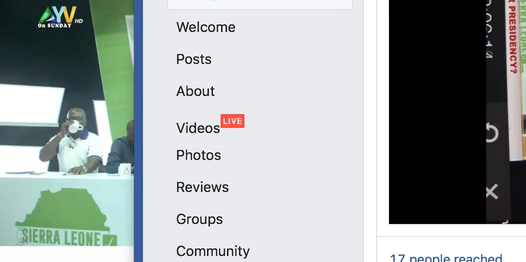 AYV HD
On SUNDAY
SIERRA LEONE
Welcome
Posts
About
Videos LIVE
Photos
Reviews
Groups
Community
PRESIDENCY?
17 people reached